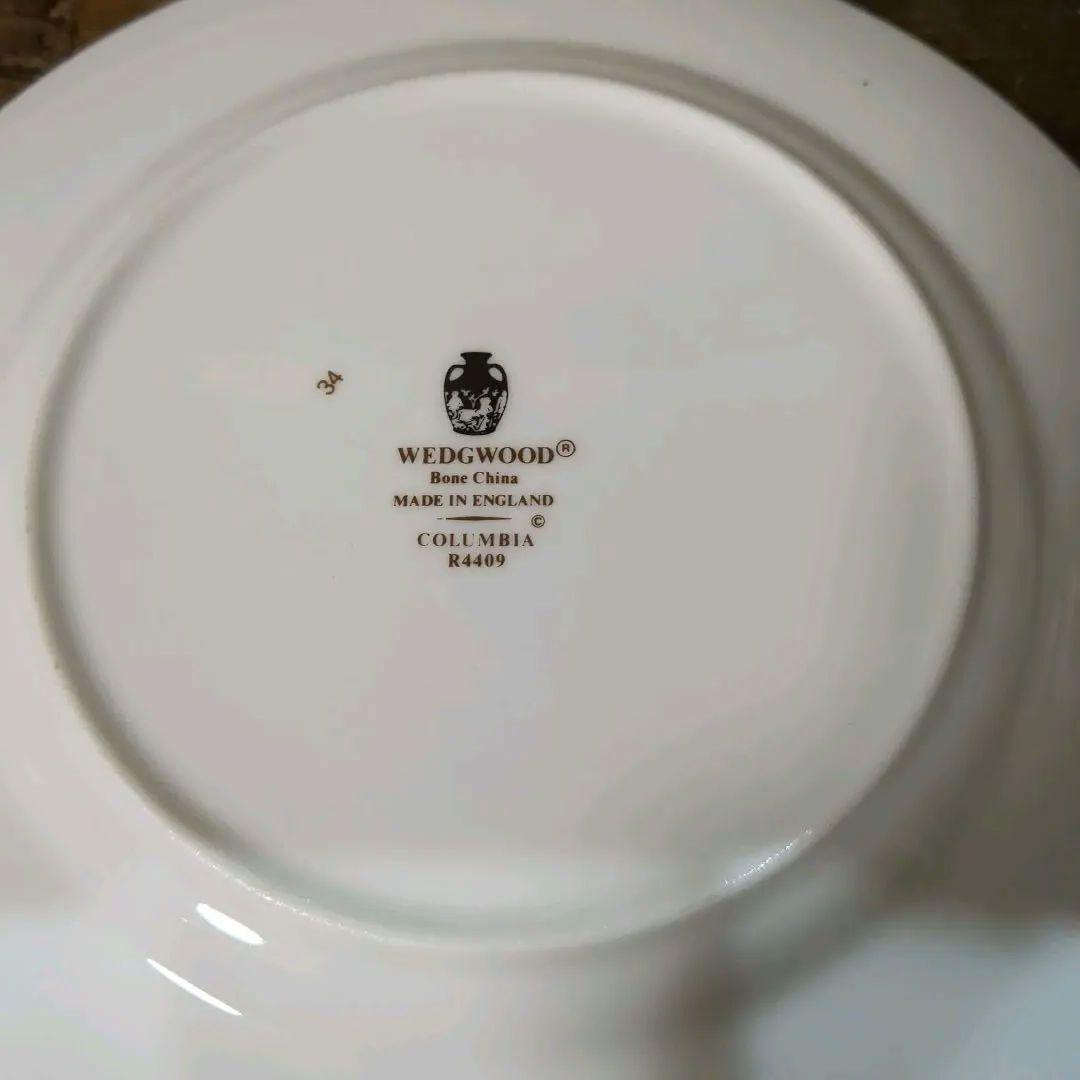 34
WEDGWOOD®
Bone China
MADE IN ENGLAND
©
COLUMBIA
R4409